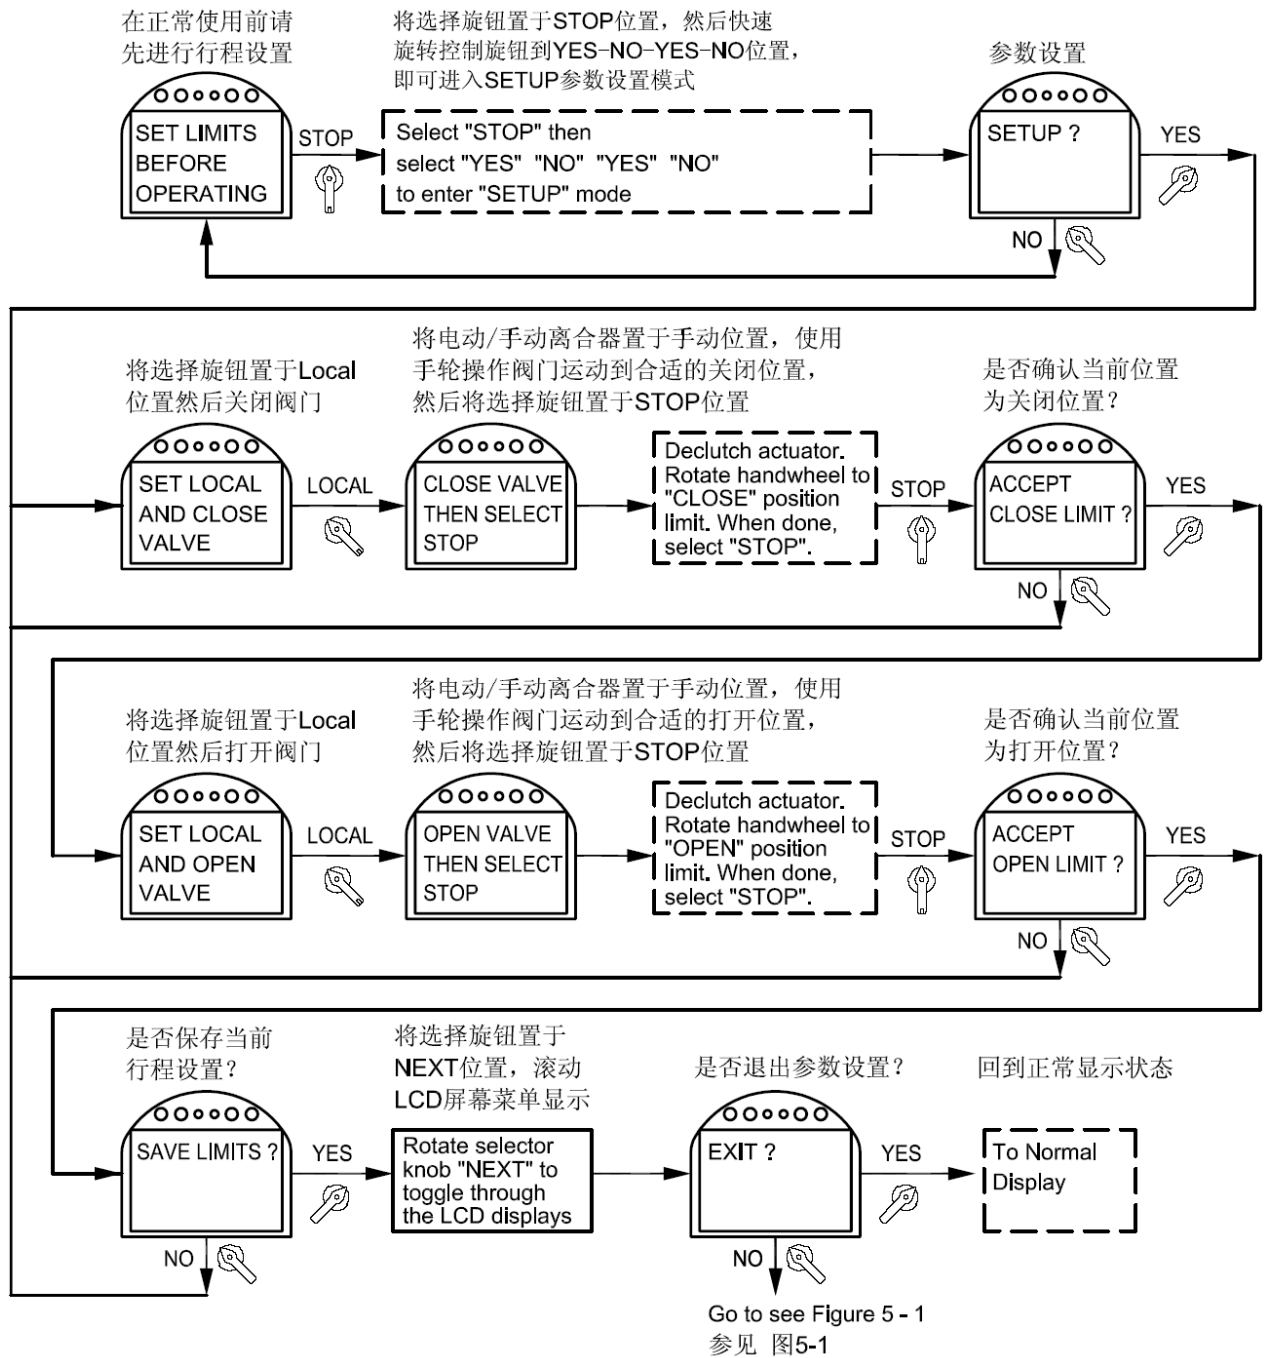 在正常使用前请
先进行行程设置
将选择旋钮置于STOP位置，然后快速
旋转控制旋钮到YES-NO-YES-NO位置，
即可进入SETUP参数设置模式
参数设置
SET LIMITS
BEFORE
OPERATING
STOP
Select "STOP" then
select "YES" "NO" "YES" "NO"
to enter "SETUP" mode
SETUP ?
YES
NO
将选择旋钮置于Local
位置然后关闭阀门
将电动/手动离合器置于手动位置，使用
手轮操作阀门运动到合适的关闭位置，
然后将选择旋钮置于STOP位置
是否确认当前位置
为关闭位置？
SET LOCAL
AND CLOSE
VALVE
LOCAL
CLOSE VALVE
THEN SELECT
STOP
Declutch actuator.
Rotate handwheel to
"CLOSE" position
limit. When done,
select "STOP".
STOP
ACCEPT
CLOSE LIMIT ?
YES
NO
将选择旋钮置于Local
位置然后打开阀门
将电动/手动离合器置于手动位置，使用
手轮操作阀门运动到合适的打开位置，
然后将选择旋钮置于STOP位置
是否确认当前位置
为打开位置？
SET LOCAL
AND OPEN
VALVE
LOCAL
OPEN VALVE
THEN SELECT
STOP
Declutch actuator.
Rotate handwheel to
"OPEN" position
limit. When done,
select "STOP".
STOP
ACCEPT
OPEN LIMIT ?
YES
NO
是否保存当前
行程设置？
将选择旋钮置于
NEXT位置，滚动
LCD屏幕菜单显示
是否退出参数设置？
回到正常显示状态
SAVE LIMITS ?
YES
NO
Rotate selector
knob "NEXT" to
toggle through
the LCD displays
EXIT ?
YES
NO
To Normal
Display
Go to see Figure 5 - 1
参见 图5-1